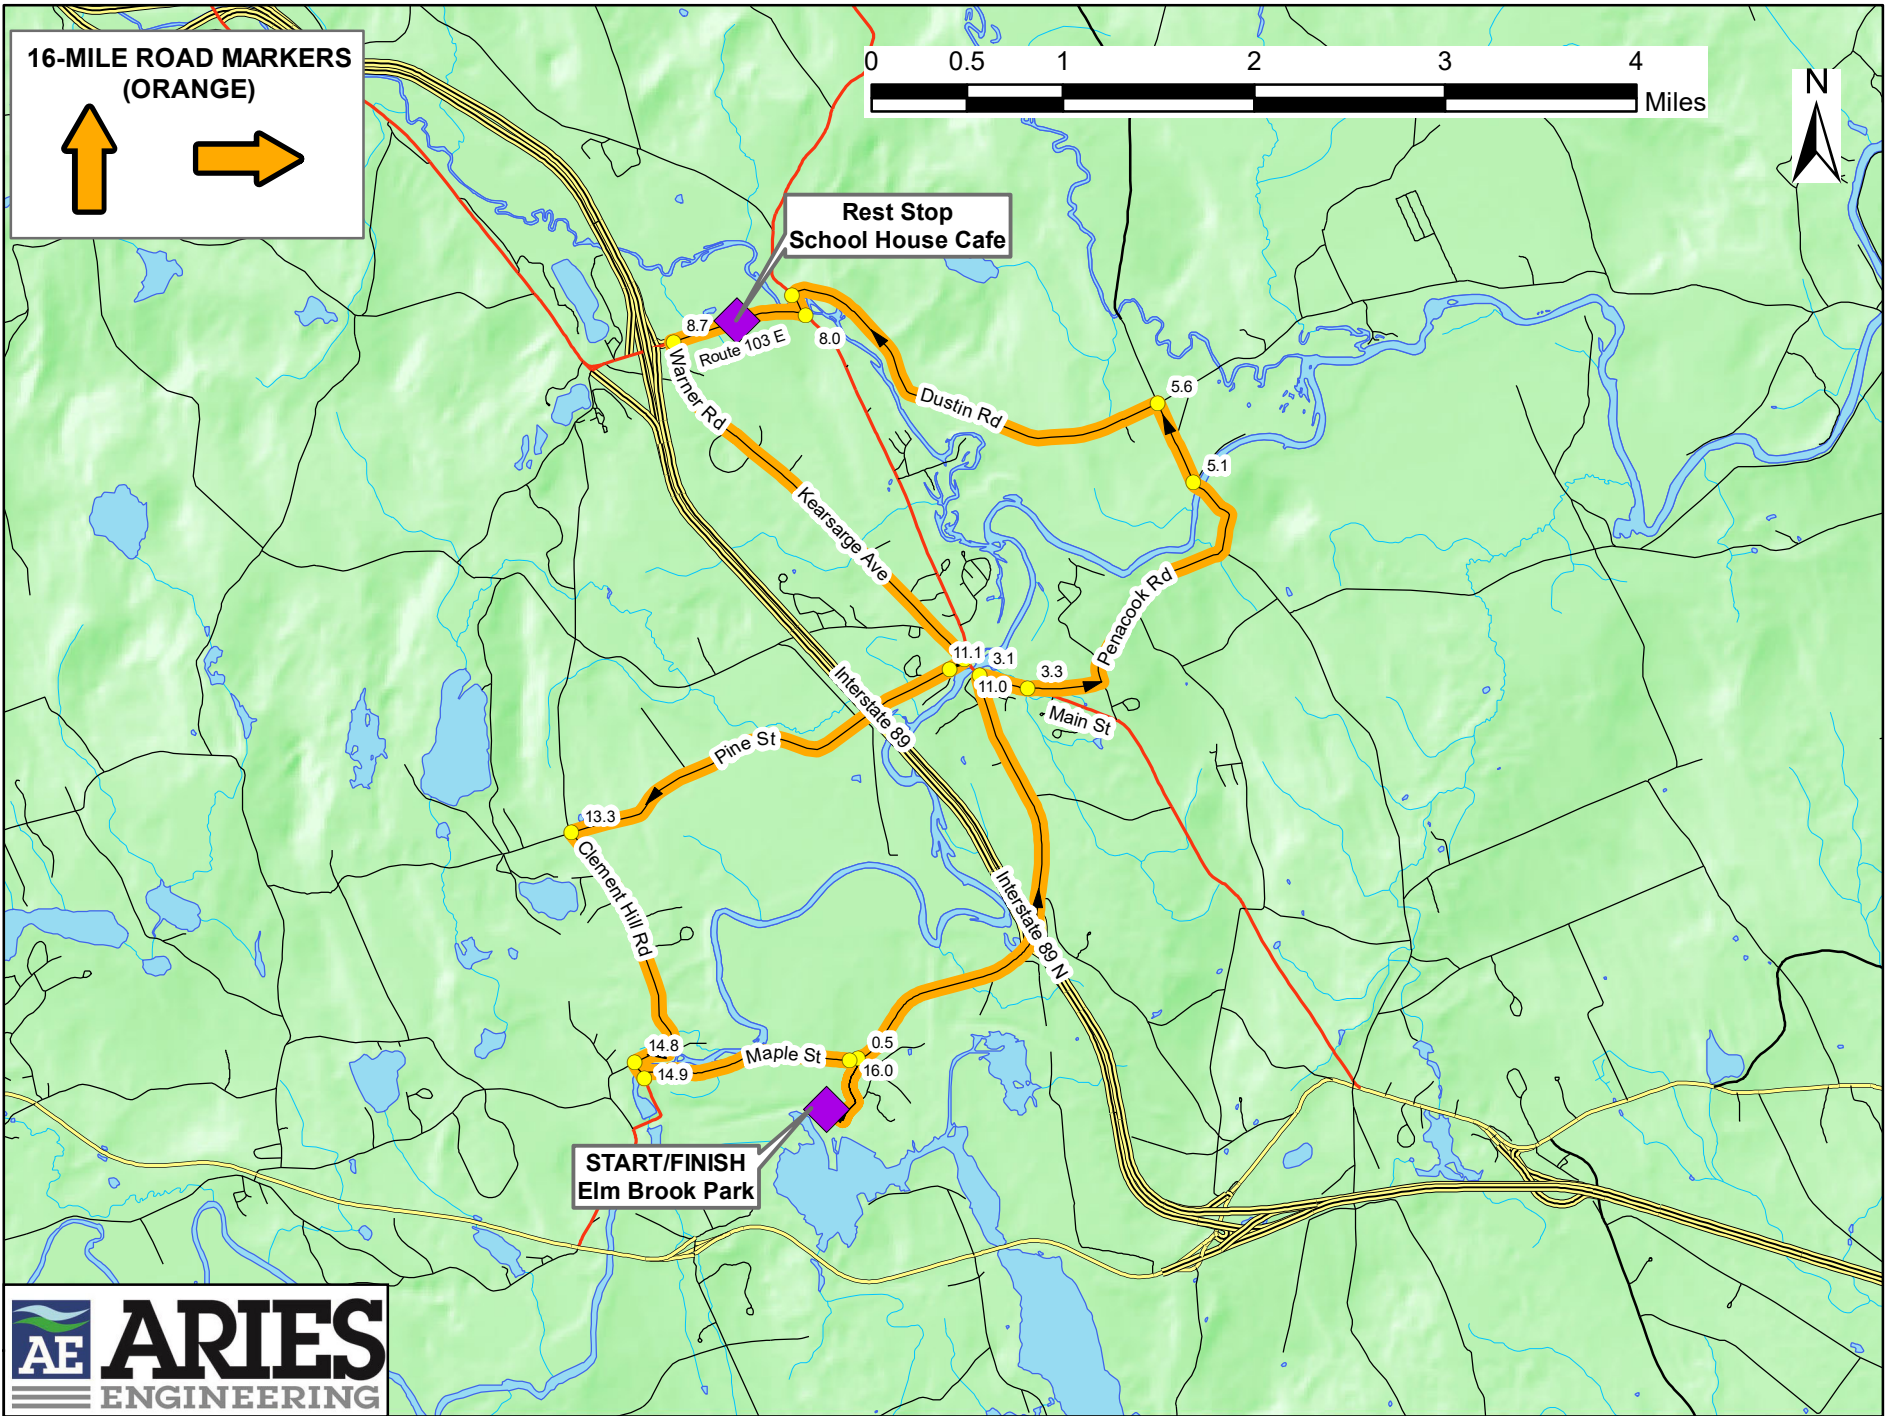 16-MILE ROAD MARKERS
(ORANGE)
0 0.5 1 2 3 4
Miles
N
Rest Stop
School House Cafe
8.7
Route 103 E
8.0
Warner Rd
Dustin Rd
5.6
5.1
Kearsarge Ave
Penacook Rd
11.1
3.1
3.3
11.0
Main St
Interstate 89
Pine St
13.3
Clement Hill Rd
Interstate 89 N
14.8
Maple St
0.5
14.9
16.0
START/FINISH
Elm Brook Park
AE ARIES
ENGINEERING